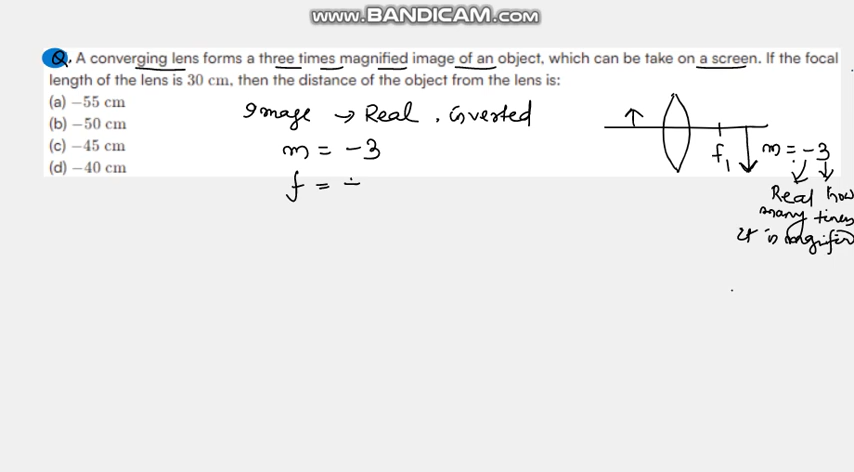 www.BANDICAM.com
Q. A converging lens forms a three times magnified image of an object, which can be take on a screen. If the focal
length of the lens is 30 cm, then the distance of the object from the lens is:
(a) −55 cm
(b) −50 cm
(c) −45 cm
(d) −40 cm
Image → Real, inverted
m = −3
f = +
f₁
m = −3
Real how
many times
it is magnified